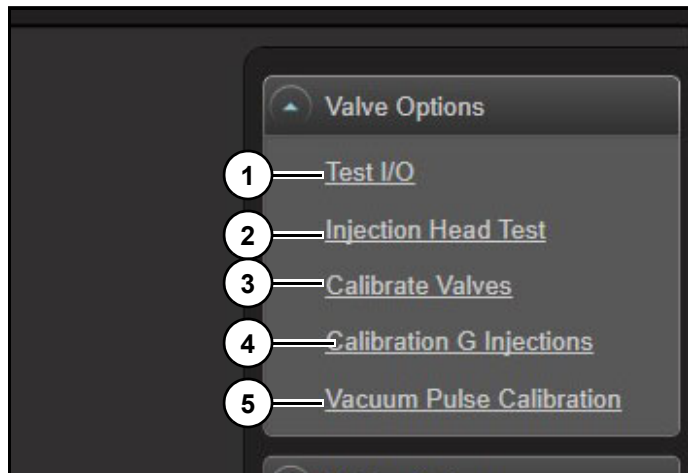 Valve Options
1 Test I/O
2 Injection Head Test
3 Calibrate Valves
4 Calibration G Injections
5 Vacuum Pulse Calibration